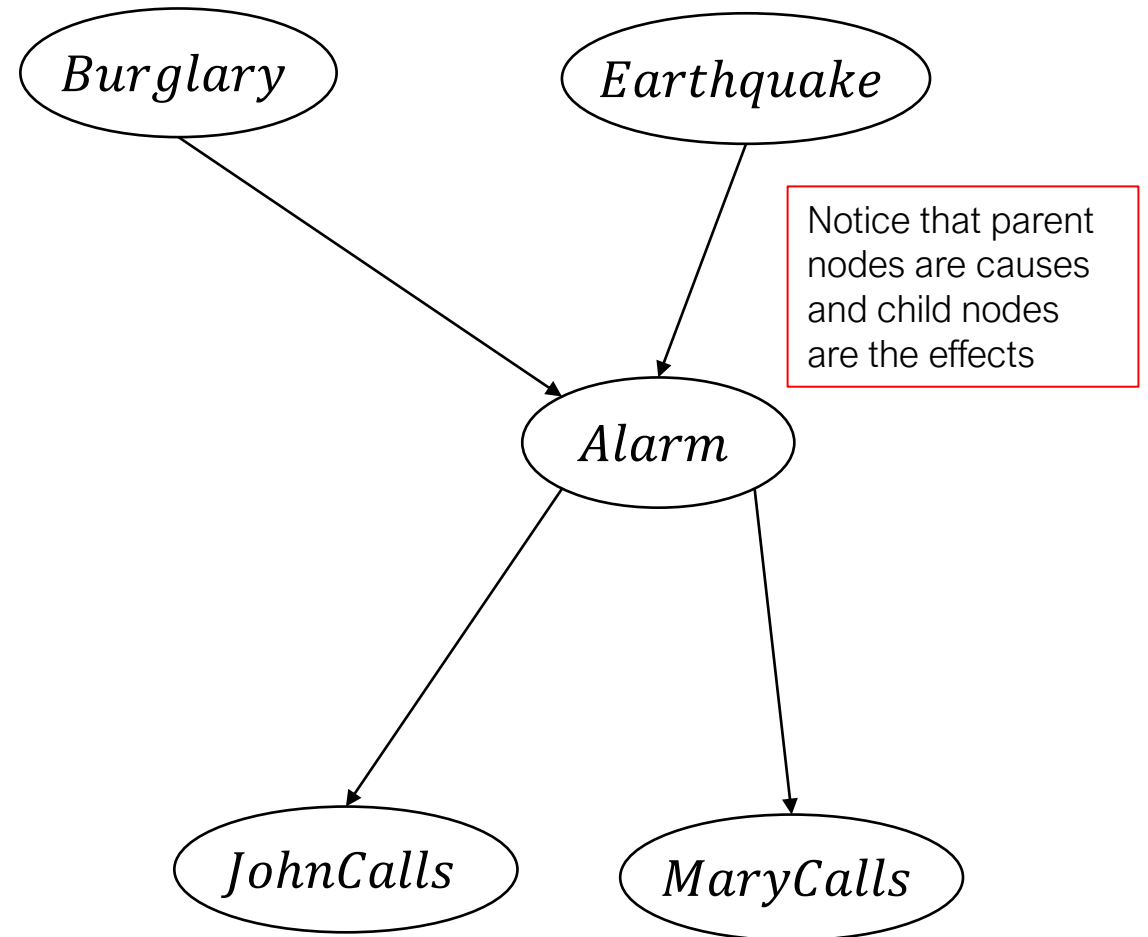 Burglary
Earthquake
Notice that parent
nodes are causes
and child nodes
are the effects
Alarm
JohnCalls
MaryCalls